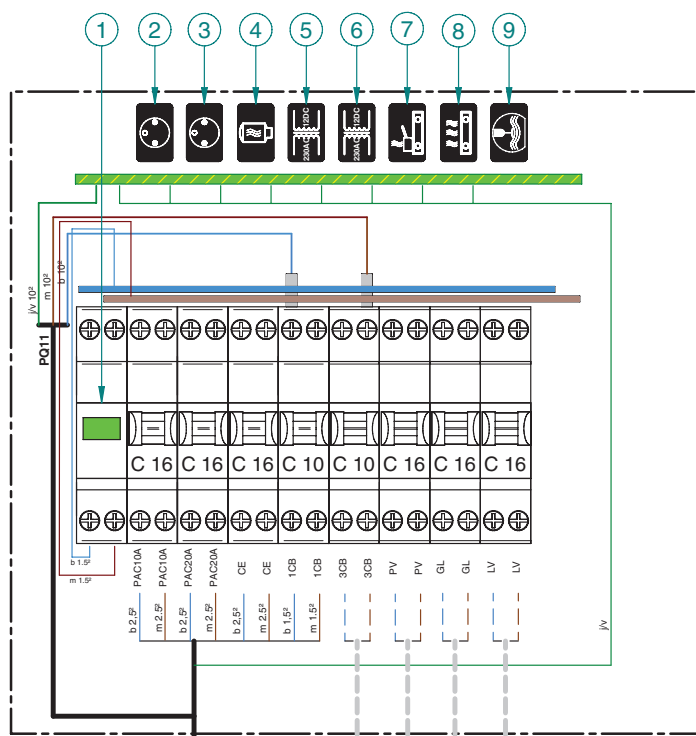 1 2 3 4 5 6 7 8 9
230AC 12DC
230AC 12DC
j/v 10²
m 10²
b 10²
PQ11
C 16 C 16 C 16 C 10 C 10 C 16 C 16 C 16
b 1.5²
m 1.5²
PAC10A PAC10A PAC20A PAC20A CE CE 1CB 1CB 3CB 3CB PV PV GL GL LV LV
b 2,5² m 2.5² b 2,5² m 2.5² b 2,5² m 2.5² b 1,5² m 1.5²
j/v